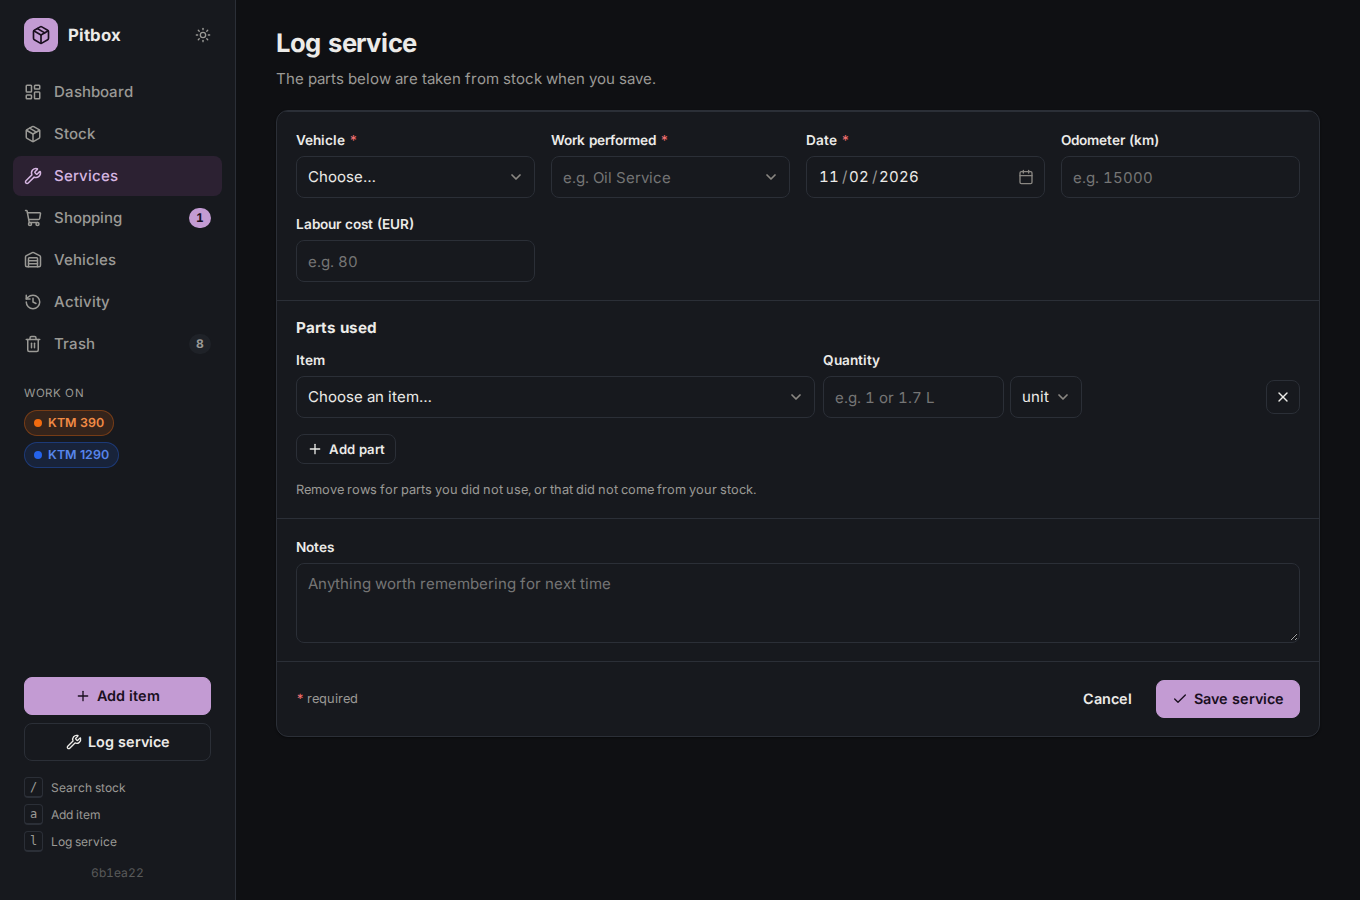 Pitbox
Dashboard
Stock
Services
Shopping 1
Vehicles
Activity
Trash 8
WORK ON
KTM 390
KTM 1290
Add item
Log service
/ Search stock
a Add item
l Log service
6b1ea22
Log service
The parts below are taken from stock when you save.
Vehicle * Work performed * Date * Odometer (km)
Choose... e.g. Oil Service 11/02/2026 e.g. 15000
Labour cost (EUR)
e.g. 80
Parts used
Item Quantity
Choose an item... e.g. 1 or 1.7 L unit
Add part
Remove rows for parts you did not use, or that did not come from your stock.
Notes
Anything worth remembering for next time
* required Cancel Save service